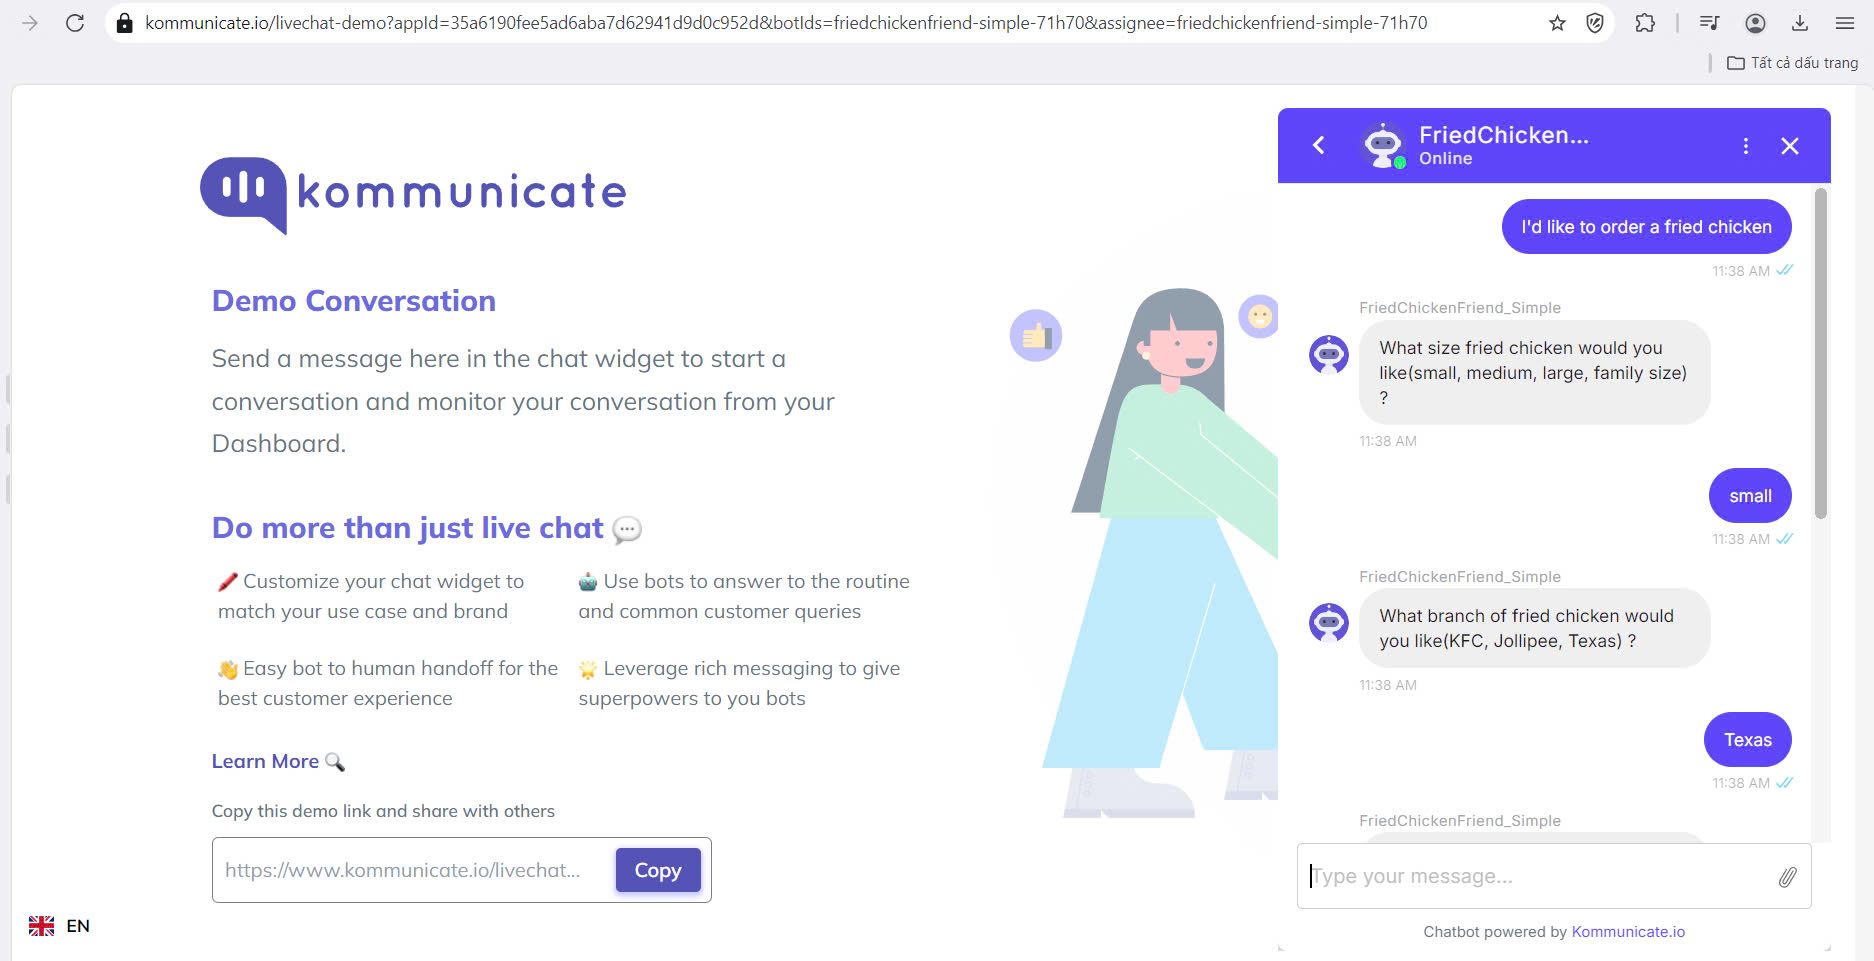 kommunicate.io/livechat-demo?appId=35a6190fee5ad6aba7d62941d9d0c952d&botIds=friedchickenfriend-simple-71h70&assignee=friedchickenfriend-simple-71h70
Tất cả dấu trang
kommunicate
Demo Conversation
Send a message here in the chat widget to start a
conversation and monitor your conversation from your
Dashboard.
Do more than just live chat 💬
🖍️ Customize your chat widget to
match your use case and brand
🤖 Use bots to answer to the routine
and common customer queries
👋 Easy bot to human handoff for the
best customer experience
🌟 Leverage rich messaging to give
superpowers to you bots
Learn More 🔍
Copy this demo link and share with others
https://www.kommunicate.io/livechat...
Copy
EN
FriedChicken...
Online
I'd like to order a fried chicken
11:38 AM
FriedChickenFriend_Simple
What size fried chicken would you
like(small, medium, large, family size)
?
11:38 AM
small
11:38 AM
FriedChickenFriend_Simple
What branch of fried chicken would
you like(KFC, Jollipee, Texas) ?
11:38 AM
Texas
11:38 AM
FriedChickenFriend_Simple
Type your message...
Chatbot powered by Kommunicate.io